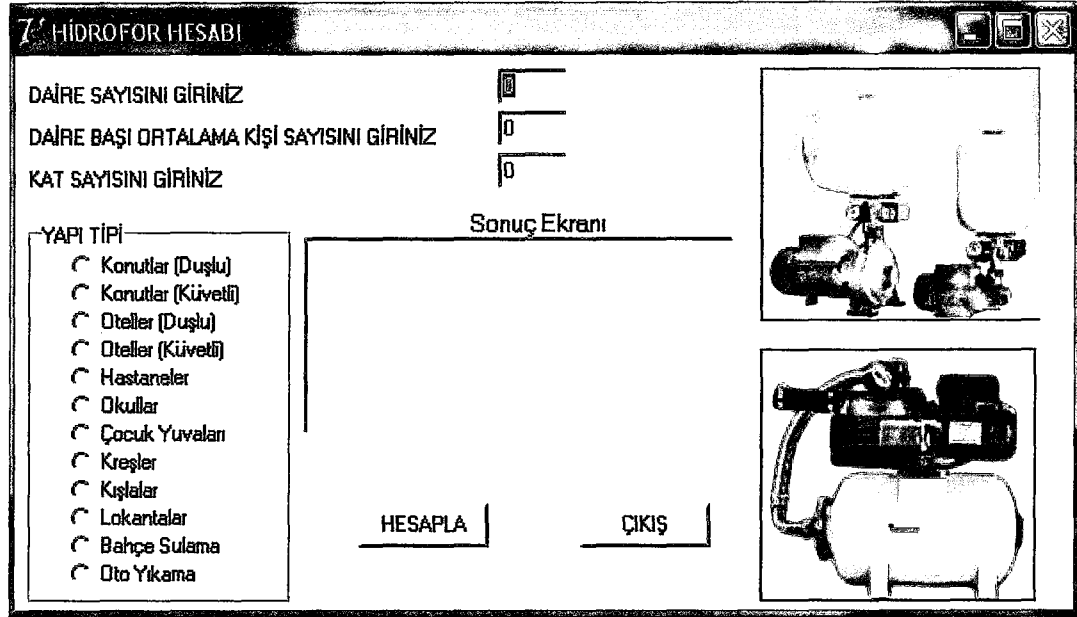 HİDROFOR HESABI
DAİRE SAYISINI GİRİNİZ
0
DAİRE BAŞI ORTALAMA KİŞİ SAYISINI GİRİNİZ
0
KAT SAYISINI GİRİNİZ
0
YAPI TİPİ
Konutlar (Duşlu)
Konutlar (Küvetli)
Oteller (Duşlu)
Oteller (Küvetli)
Hastaneler
Okullar
Çocuk Yuvaları
Kreşler
Kışlalar
Lokantalar
Bahçe Sulama
Oto Yıkama
Sonuç Ekranı
HESAPLA
ÇIKIŞ